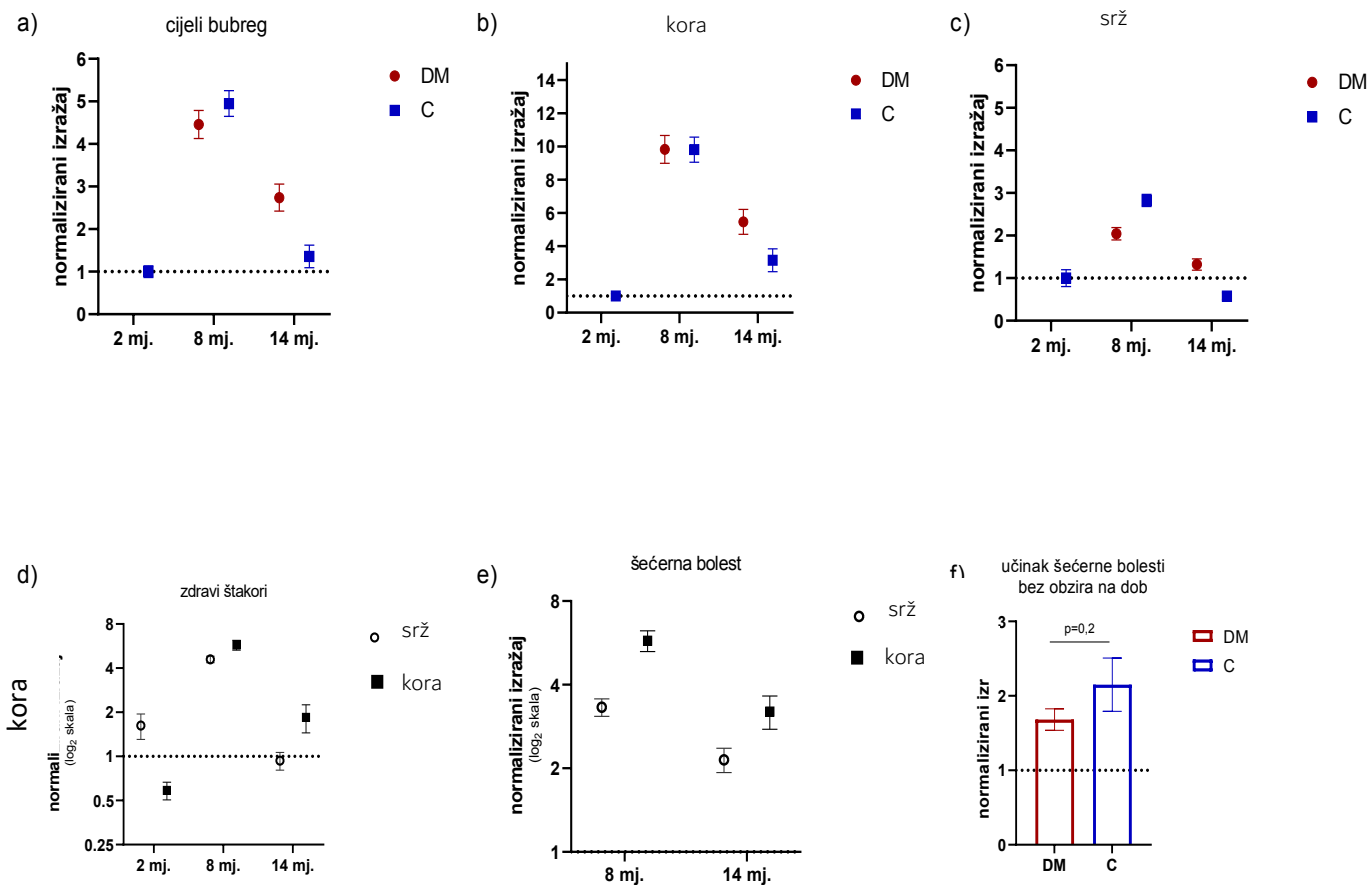 a)
cijeli bubreg
normalizirani izražaj
6
5
4
3
2
1
0
2 mj.
8 mj.
14 mj.
DM
C
b)
kora
normalizirani izražaj
14
12
10
8
6
4
2
0
2 mj.
8 mj.
14 mj.
DM
C
c)
srž
normalizirani izražaj
6
5
4
3
2
1
0
2 mj.
8 mj.
14 mj.
DM
C
d)
zdravi štakori
kora
normali
(log2 skala)
8
4
2
1
0.5
0.25
2 mj.
8 mj.
14 mj.
srž
kora
e)
šećerna bolest
normalizirani izražaj
(log2 skala)
8
4
2
1
8 mj.
14 mj.
srž
kora
f)
učinak šećerne bolesti
bez obzira na dob
normalizirani izr
3
2
1
0
p=0,2
DM
C
DM
C